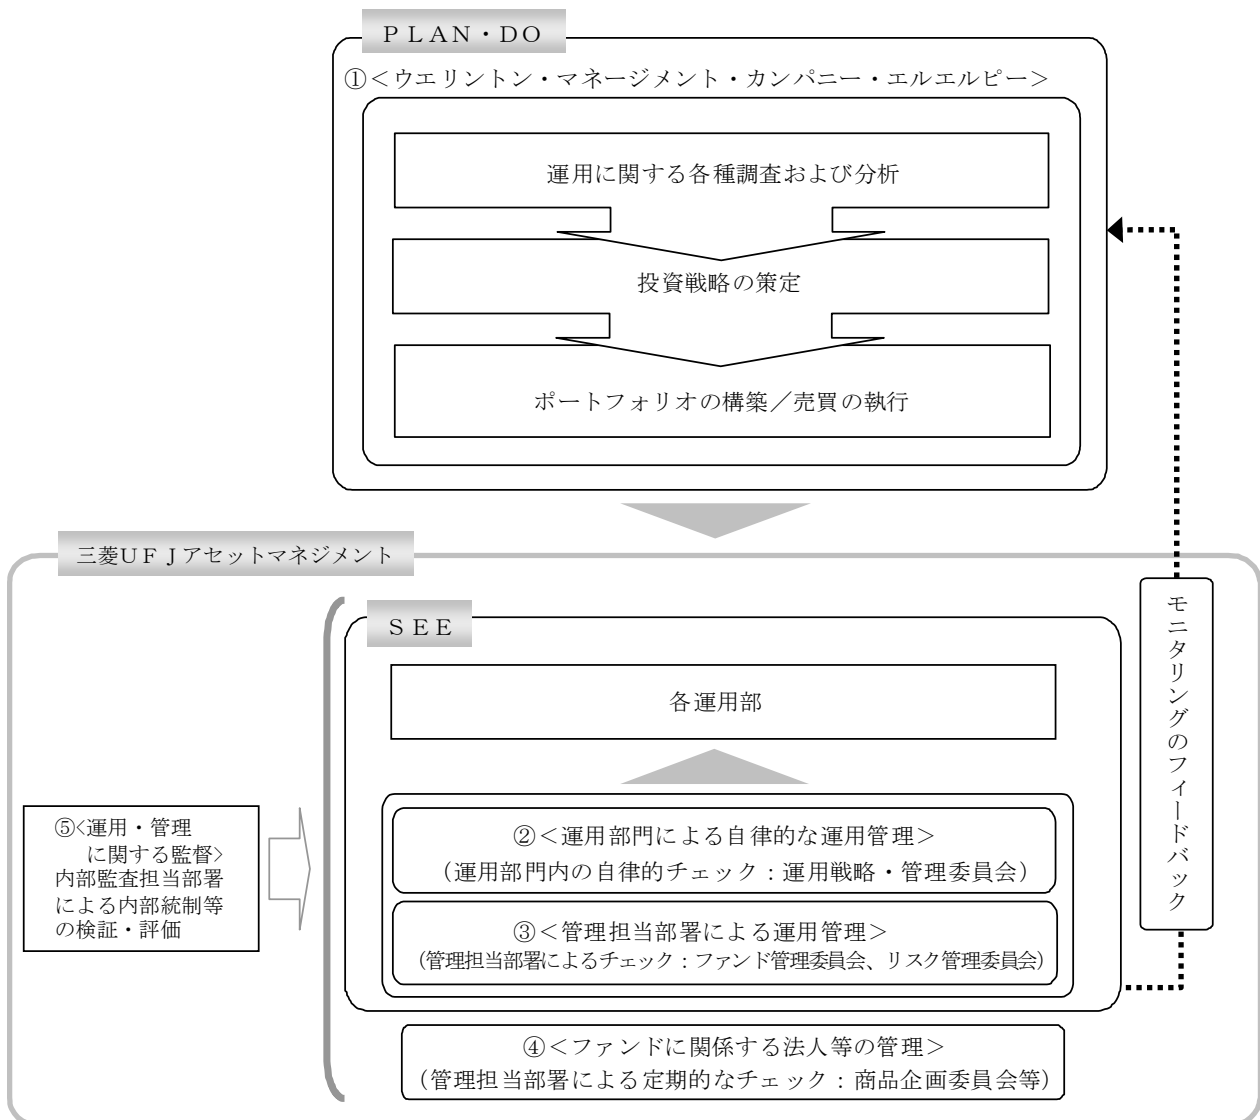 ＰＬＡＮ・ＤＯ
①＜ウエリントン・マネージメント・カンパニー・エルエルピー＞
運用に関する各種調査および分析
投資戦略の策定
ポートフォリオの構築／売買の執行
三菱ＵＦＪアセットマネジメント
ＳＥＥ
各運用部
②＜運用部門による自律的な運用管理＞
（運用部門内の自律的チェック：運用戦略・管理委員会）
③＜管理担当部署による運用管理＞
（管理担当部署によるチェック：ファンド管理委員会、リスク管理委員会）
④＜ファンドに関係する法人等の管理＞
（管理担当部署による定期的なチェック：商品企画委員会等）
⑤<運用・管理
に関する監督>
内部監査担当部署
による内部統制等
の検証・評価
モニタリングのフィードバック